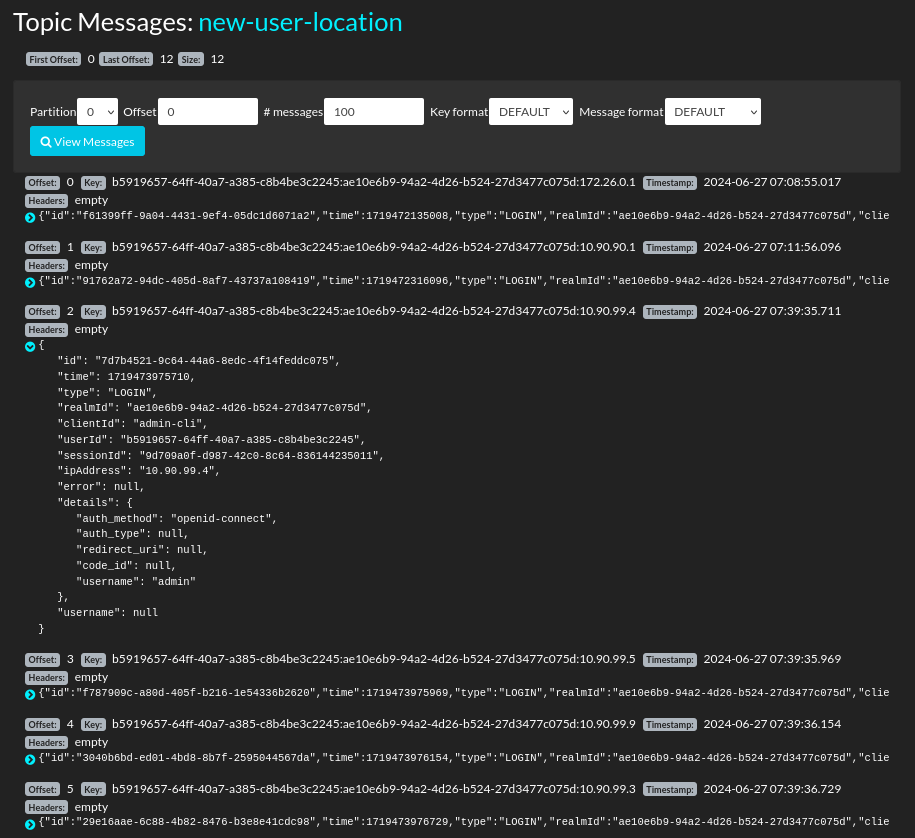 Topic Messages: new-user-location
First Offset: 0 Last Offset: 12 Size: 12
Partition 0 Offset 0 # messages 100 Key format DEFAULT Message format DEFAULT
View Messages
Offset: 0 Key: b5919657-64ff-40a7-a385-c8b4be3c2245:ae10e6b9-94a2-4d26-b524-27d3477c075d:172.26.0.1 Timestamp: 2024-06-27 07:08:55.017
Headers: empty
{"id":"f61399ff-9a04-4431-9ef4-05dc1d6071a2","time":1719472135008,"type":"LOGIN","realmId":"ae10e6b9-94a2-4d26-b524-27d3477c075d","clie
Offset: 1 Key: b5919657-64ff-40a7-a385-c8b4be3c2245:ae10e6b9-94a2-4d26-b524-27d3477c075d:10.90.90.1 Timestamp: 2024-06-27 07:11:56.096
Headers: empty
{"id":"91762a72-94dc-405d-8af7-43737a108419","time":1719472316096,"type":"LOGIN","realmId":"ae10e6b9-94a2-4d26-b524-27d3477c075d","clie
Offset: 2 Key: b5919657-64ff-40a7-a385-c8b4be3c2245:ae10e6b9-94a2-4d26-b524-27d3477c075d:10.90.99.4 Timestamp: 2024-06-27 07:39:35.711
Headers: empty
{
"id": "7d7b4521-9c64-44a6-8edc-4f14feddc075",
"time": 1719473975710,
"type": "LOGIN",
"realmId": "ae10e6b9-94a2-4d26-b524-27d3477c075d",
"clientId": "admin-cli",
"userId": "b5919657-64ff-40a7-a385-c8b4be3c2245",
"sessionId": "9d709a0f-d987-42c0-8c64-836144235011",
"ipAddress": "10.90.99.4",
"error": null,
"details": {
"auth_method": "openid-connect",
"auth_type": null,
"redirect_uri": null,
"code_id": null,
"username": "admin"
},
"username": null
}
Offset: 3 Key: b5919657-64ff-40a7-a385-c8b4be3c2245:ae10e6b9-94a2-4d26-b524-27d3477c075d:10.90.99.5 Timestamp: 2024-06-27 07:39:35.969
Headers: empty
{"id":"f787909c-a80d-405f-b216-1e54336b2620","time":1719473975969,"type":"LOGIN","realmId":"ae10e6b9-94a2-4d26-b524-27d3477c075d","clie
Offset: 4 Key: b5919657-64ff-40a7-a385-c8b4be3c2245:ae10e6b9-94a2-4d26-b524-27d3477c075d:10.90.99.9 Timestamp: 2024-06-27 07:39:36.154
Headers: empty
{"id":"3040b6bd-ed01-4bd8-8b7f-2595044567da","time":1719473976154,"type":"LOGIN","realmId":"ae10e6b9-94a2-4d26-b524-27d3477c075d","clie
Offset: 5 Key: b5919657-64ff-40a7-a385-c8b4be3c2245:ae10e6b9-94a2-4d26-b524-27d3477c075d:10.90.99.3 Timestamp: 2024-06-27 07:39:36.729
Headers: empty
{"id":"29e16aae-6c88-4b82-8476-b3e8e41cdc98","time":1719473976729,"type":"LOGIN","realmId":"ae10e6b9-94a2-4d26-b524-27d3477c075d","clie